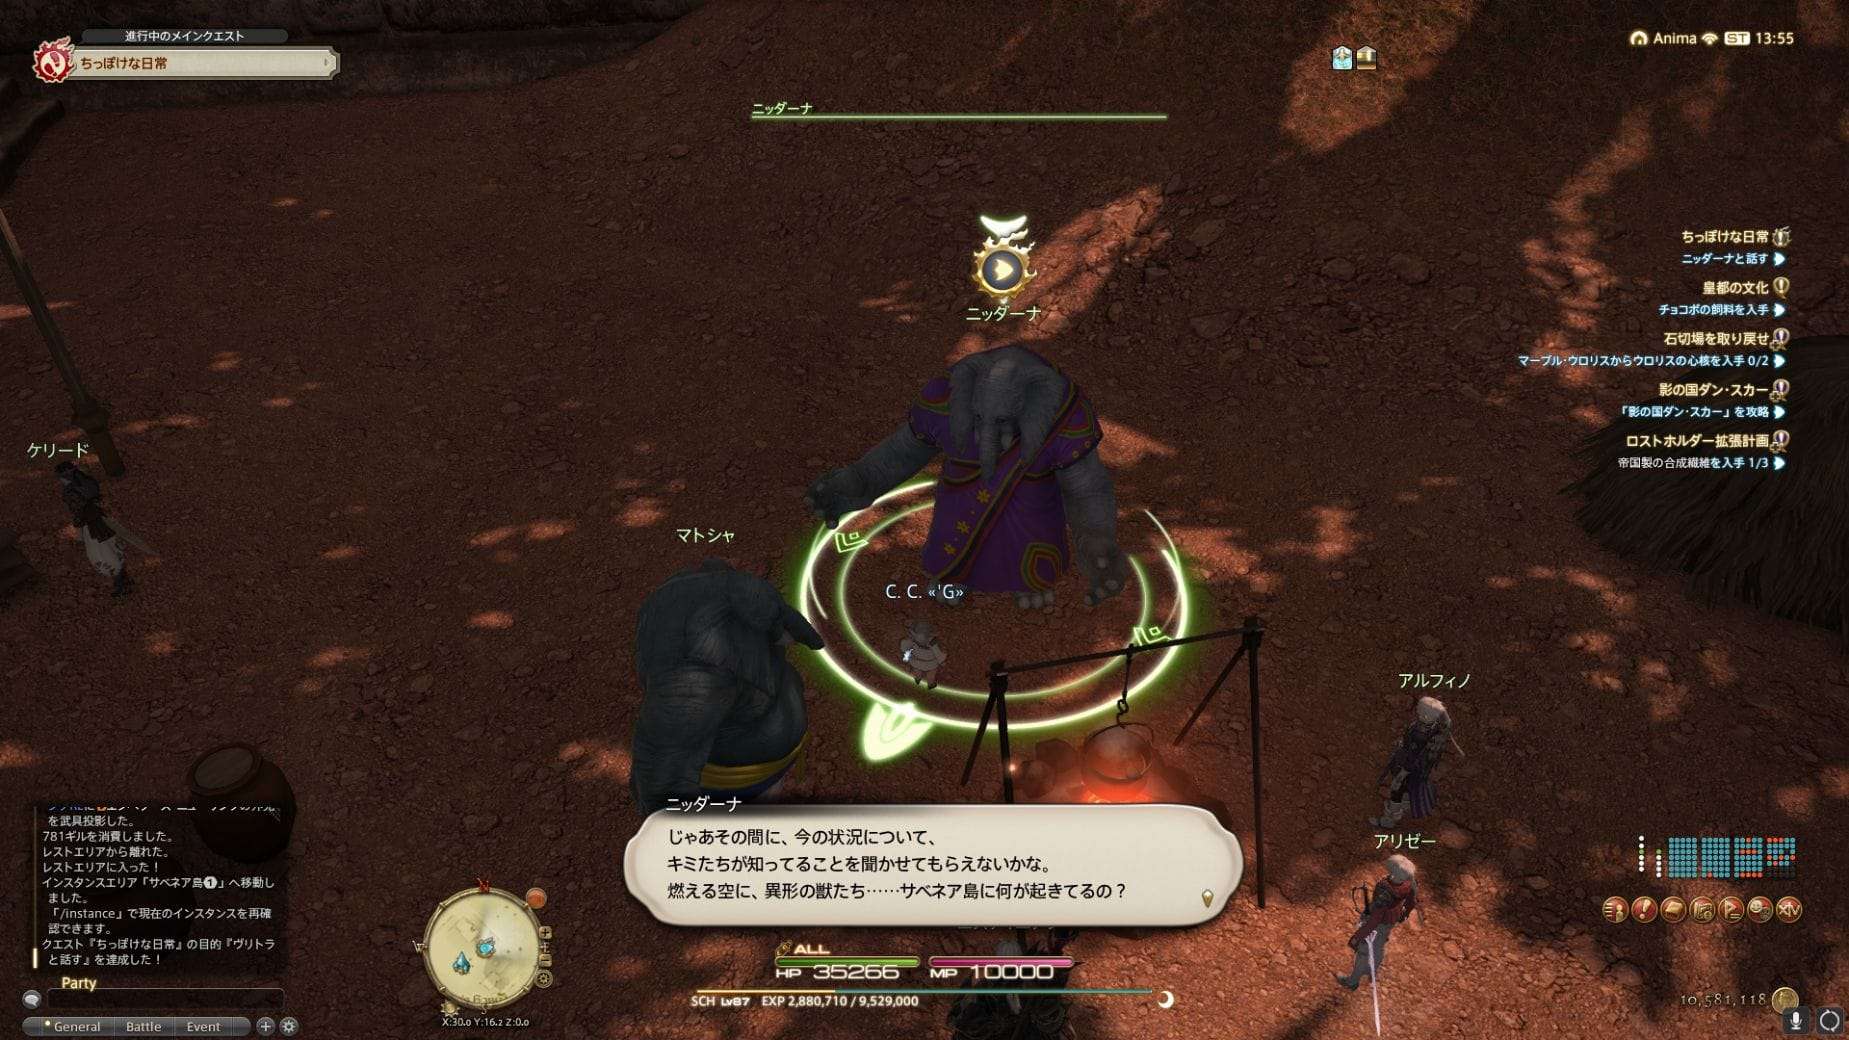 進行中のメインクエスト
ちっぽけな日常
Anima ST 13:55
ニッダーナ
ニッダーナ
ちっぽけな日常
ニッダーナと話す
皇都の文化
チョコボの飼料を入手
石切場を取り戻せ
マーブル・ウロリスからウロリスの心核を入手 0/2
影の国ダン・スカー
「影の国ダン・スカー」を攻略
ロストホルダー拡張計画
帝国製の合成繊維を入手 1/3
ケリード
マトシャ
C. C. «'G»
アルフィノ
アリゼー
ニッダーナ
じゃあその間に、今の状況について、
キミたちが知ってることを聞かせてもらえないかな。
燃える空に、異形の獣たち……サベネア島に何が起きてるの?
を武具投影した。
781ギルを消費しました。
レストエリアから離れた。
レストエリアに入った!
インスタンスエリア「サベネア島1」へ移動し
ました。
「/instance」で現在のインスタンスを再確
認できます。
クエスト『ちっぽけな日常』の目的『ヴリトラ
と話す』を達成した!
Party
General Battle Event
X:30.0 Y:16.2 Z:0.0
ALL
HP 35266 MP 10000
SCH Lv87 EXP 2,880,710 / 9,529,000
10,581,118
XIV